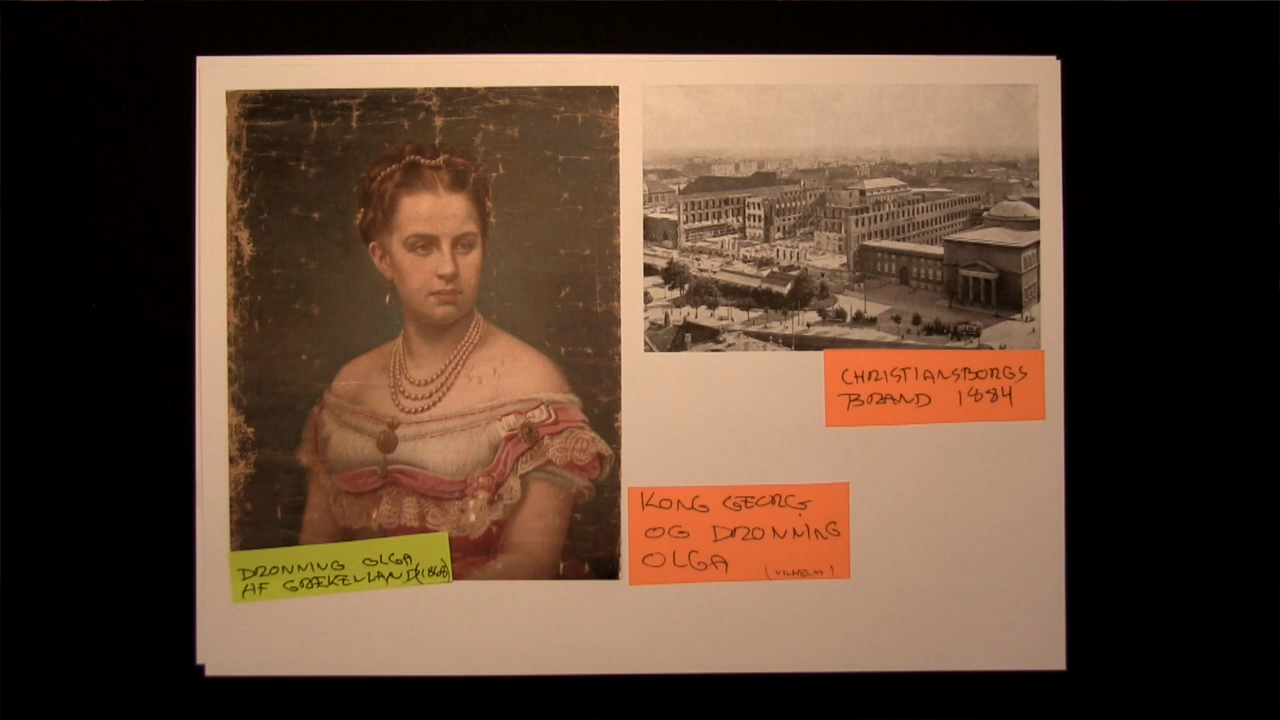 CHRISTIANSBORGS
BRAND 1884
KONG GEORG
OG DRONNING
OLGA (VILHELM)
DRONNING OLGA
AF GRÆKENLAND (1868)